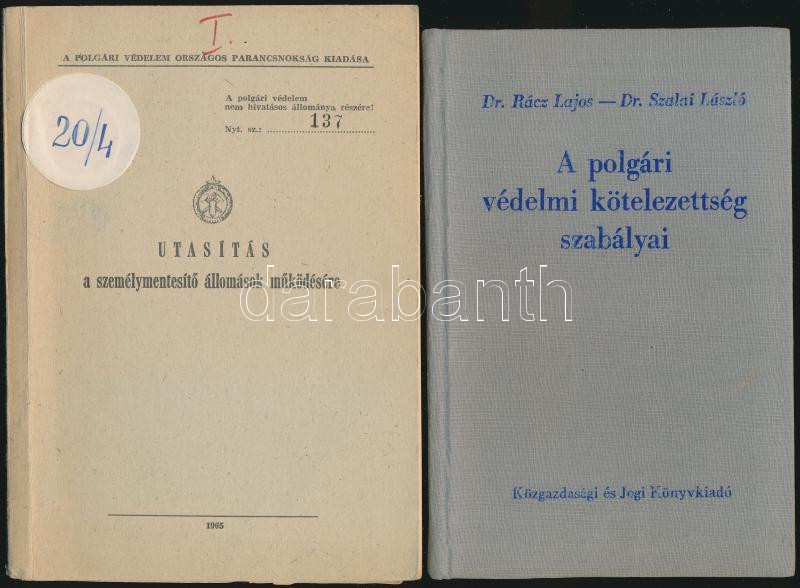 I.
A POLGÁRI VÉDELEM ORSZÁGOS PARANCSNOKSÁG KIADÁSA
20/4
A polgári védelem
nem hivatásos állománya részére!
Nyt. sz.: 137
UTASÍTÁS
a személymentesítő állomások működésére
1965
Dr. Rácz Lajos — Dr. Szalai László
A polgári
védelmi kötelezettség
szabályai
Közgazdasági és Jogi Könyvkiadó
darabanth